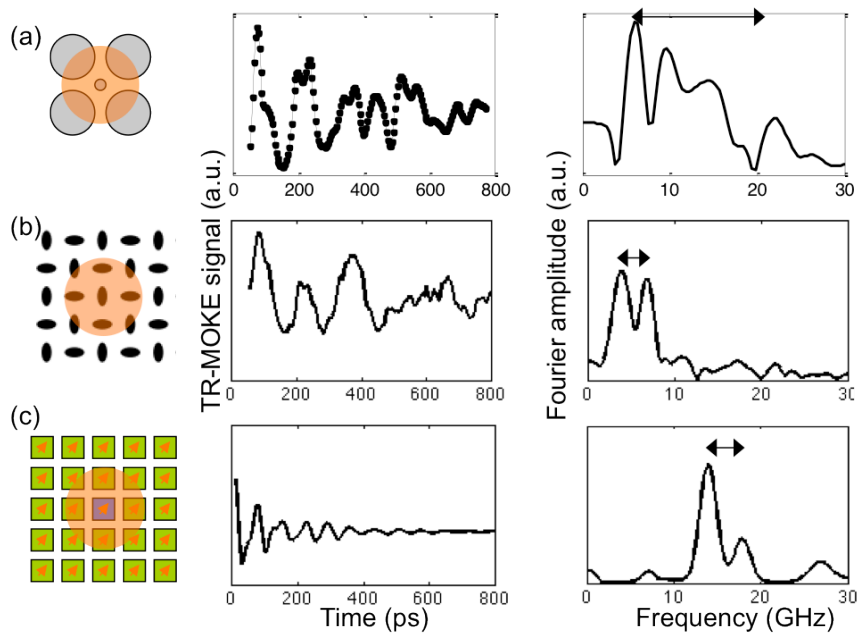 (a)
0 200 400 600 800
0 10 20 30
(b)
0 200 400 600 800
0 10 20 30
(c)
0 200 400 600 800
0 10 20 30
TR-MOKE signal (a.u.)
Fourier amplitude (a.u.)
Time (ps)
Frequency (GHz)